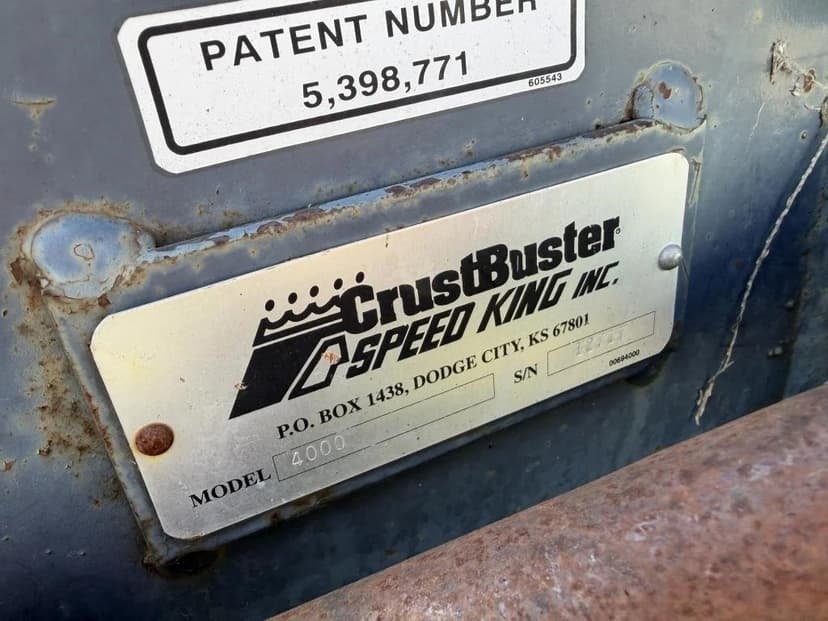 PATENT NUMBER
5,398,771
605543
CrustBuster
SPEED KING INC.
P.O. BOX 1438, DODGE CITY, KS 67801
MODEL 4000 S/N
00694000